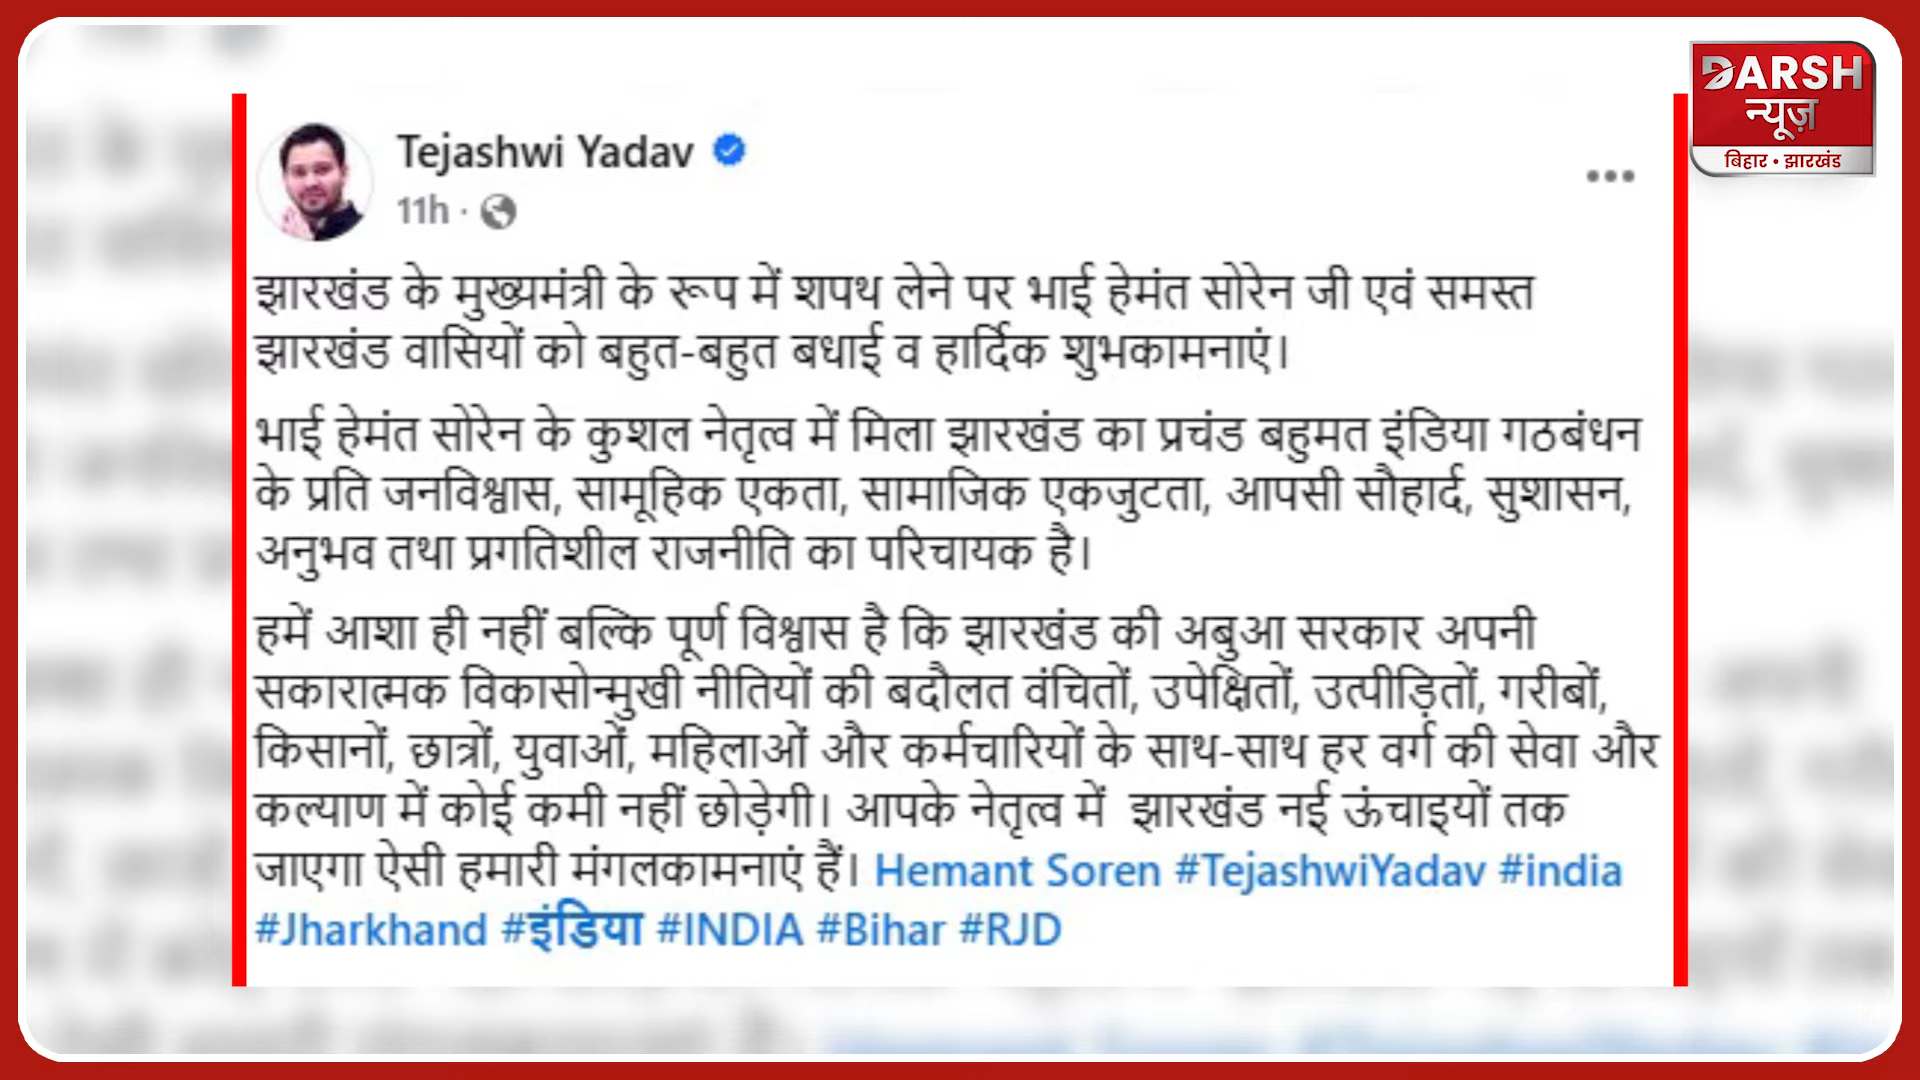 DARSH
न्यूज़
बिहार • झारखंड
Tejashwi Yadav
11h ·
झारखंड के मुख्यमंत्री के रूप में शपथ लेने पर भाई हेमंत सोरेन जी एवं समस्त
झारखंड वासियों को बहुत-बहुत बधाई व हार्दिक शुभकामनाएं।
भाई हेमंत सोरेन के कुशल नेतृत्व में मिला झारखंड का प्रचंड बहुमत इंडिया गठबंधन
के प्रति जनविश्वास, सामूहिक एकता, सामाजिक एकजुटता, आपसी सौहार्द, सुशासन,
अनुभव तथा प्रगतिशील राजनीति का परिचायक है।
हमें आशा ही नहीं बल्कि पूर्ण विश्वास है कि झारखंड की अबुआ सरकार अपनी
सकारात्मक विकासोन्मुखी नीतियों की बदौलत वंचितों, उपेक्षितों, उत्पीड़ितों, गरीबों,
किसानों, छात्रों, युवाओं, महिलाओं और कर्मचारियों के साथ-साथ हर वर्ग की सेवा और
कल्याण में कोई कमी नहीं छोड़ेगी। आपके नेतृत्व में झारखंड नई ऊंचाइयों तक
जाएगा ऐसी हमारी मंगलकामनाएं हैं। Hemant Soren #TejashwiYadav #india
#Jharkhand #इंडिया #INDIA #Bihar #RJD